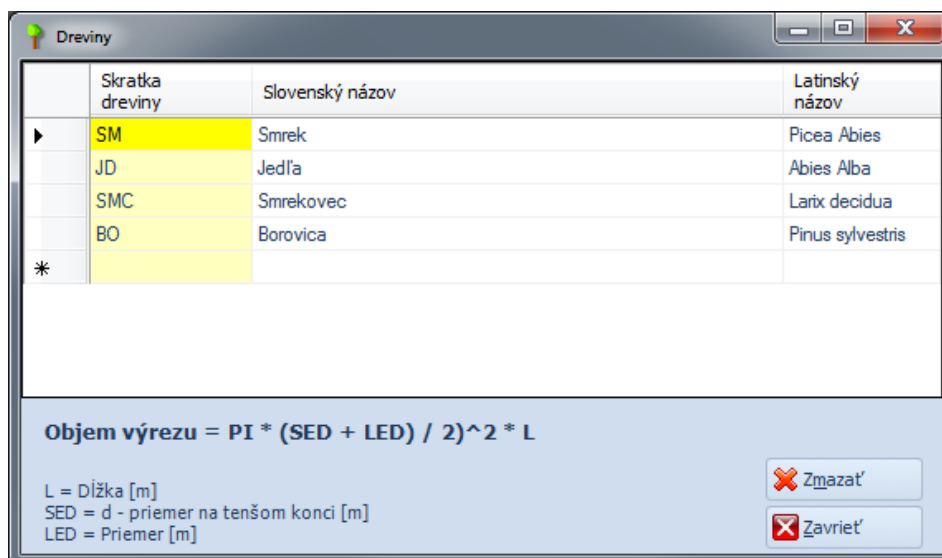 Dreviny
Skratka dreviny Slovenský názov Latinský názov
SM Smrek Picea Abies
JD Jedľa Abies Alba
SMC Smrekovec Larix decidua
BO Borovica Pinus sylvestris
Objem výrezu = PI * (SED + LED) / 2)^2 * L
L = Dĺžka [m]
SED = d - priemer na tenšom konci [m]
LED = Priemer [m]
Zmazať
Zavrieť